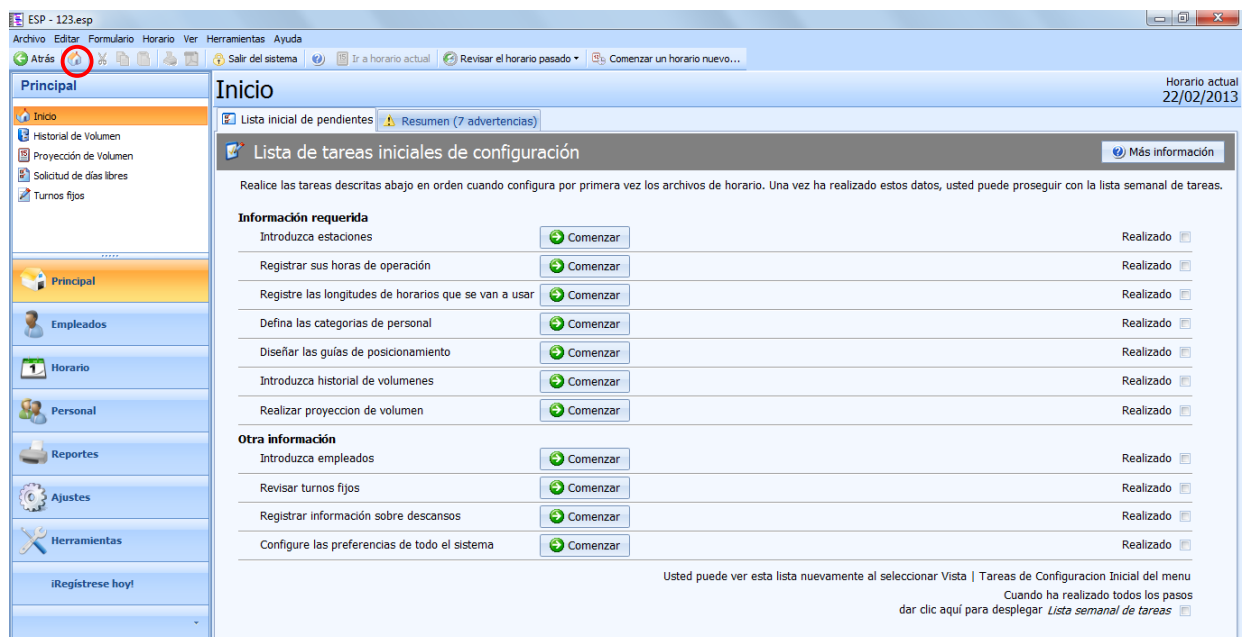 ESP - 123.esp
Archivo Editar Formulario Horario Ver Herramientas Ayuda
Atrás Salir del sistema Ir a horario actual Revisar el horario pasado Comenzar un horario nuevo...
Principal
Inicio
Historial de Volumen
Proyección de Volumen
Solicitud de días libres
Turnos fijos
Principal
Empleados
1 Horario
Personal
Reportes
Ajustes
Herramientas
¡Regístrese hoy!
Inicio
Horario actual
22/02/2013
Lista inicial de pendientes Resumen (7 advertencias)
Lista de tareas iniciales de configuración Más información
Realice las tareas descritas abajo en orden cuando configura por primera vez los archivos de horario. Una vez ha realizado estos datos, usted puede proseguir con la lista semanal de tareas.
Información requerida
Introduzca estaciones Comenzar Realizado
Registrar sus horas de operación Comenzar Realizado
Registre las longitudes de horarios que se van a usar Comenzar Realizado
Defina las categorias de personal Comenzar Realizado
Diseñar las guías de posicionamiento Comenzar Realizado
Introduzca historial de volumenes Comenzar Realizado
Realizar proyeccion de volumen Comenzar Realizado
Otra información
Introduzca empleados Comenzar Realizado
Revisar turnos fijos Comenzar Realizado
Registrar información sobre descansos Comenzar Realizado
Configure las preferencias de todo el sistema Comenzar Realizado
Usted puede ver esta lista nuevamente al seleccionar Vista | Tareas de Configuracion Inicial del menu
Cuando ha realizado todos los pasos
dar clic aquí para desplegar Lista semanal de tareas